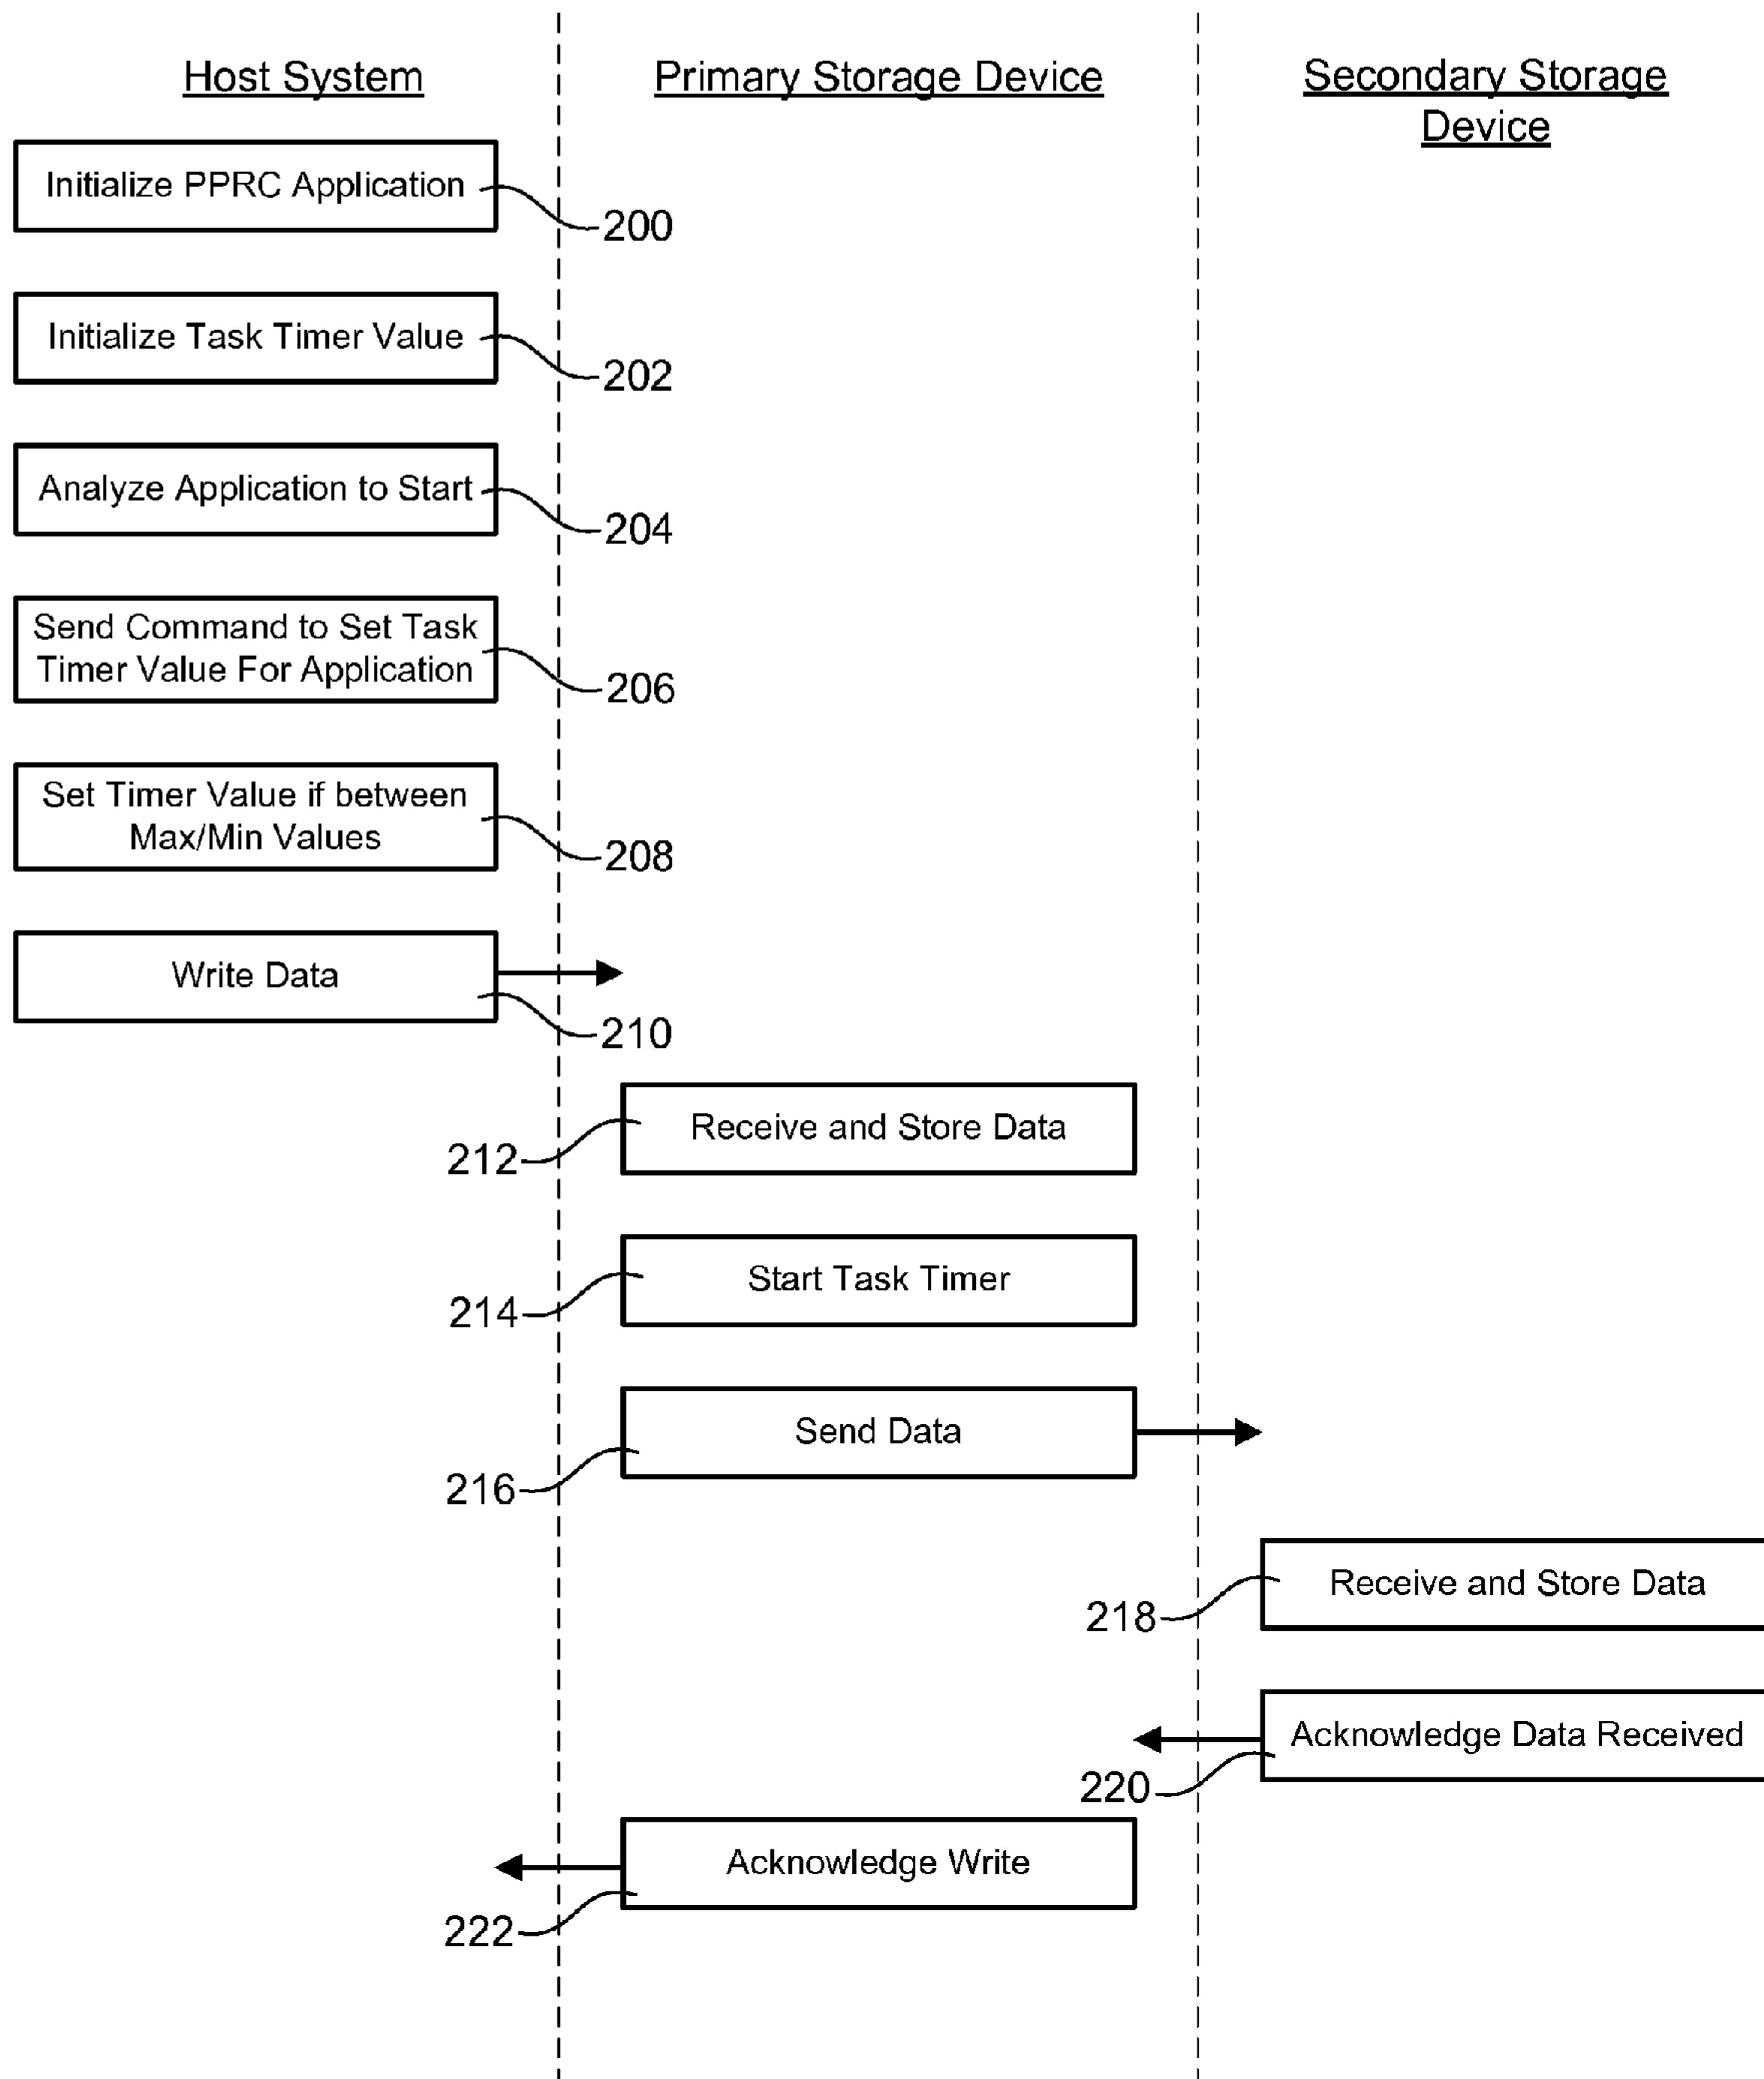 Host System
Primary Storage Device
Secondary Storage
Device
Initialize PPRC Application
200
Initialize Task Timer Value
202
Analyze Application to Start
204
Send Command to Set Task
Timer Value For Application
206
Set Timer Value if between
Max/Min Values
208
Write Data
210
Receive and Store Data
212
Start Task Timer
214
Send Data
216
Receive and Store Data
218
Acknowledge Data Received
220
Acknowledge Write
222